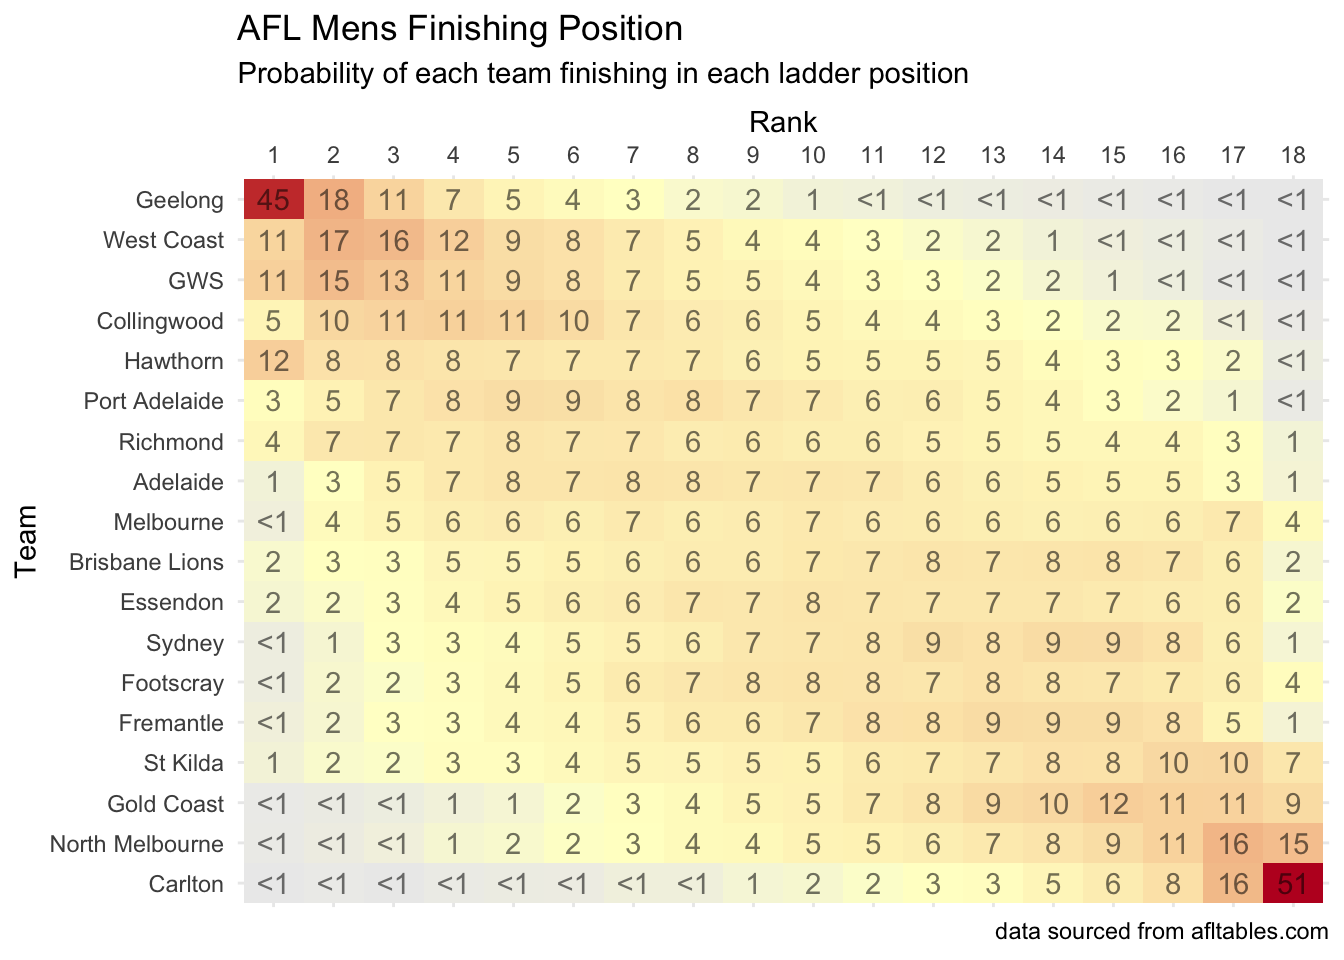 AFL Mens Finishing Position
Probability of each team finishing in each ladder position
Rank
1 2 3 4 5 6 7 8 9 10 11 12 13 14 15 16 17 18
Team
Geelong 45 18 11 7 5 4 3 2 2 1 <1 <1 <1 <1 <1 <1 <1 <1
West Coast 11 17 16 12 9 8 7 5 4 4 3 2 2 1 <1 <1 <1 <1
GWS 11 15 13 11 9 8 7 5 5 4 3 3 2 2 1 <1 <1 <1
Collingwood 5 10 11 11 11 10 7 6 6 5 4 4 3 2 2 2 <1 <1
Hawthorn 12 8 8 8 7 7 7 7 6 5 5 5 5 4 3 3 2 <1
Port Adelaide 3 5 7 8 9 9 8 8 7 7 6 6 5 4 3 2 1 <1
Richmond 4 7 7 7 8 7 7 6 6 6 6 5 5 5 4 4 3 1
Adelaide 1 3 5 7 8 7 8 8 7 7 7 6 6 5 5 5 3 1
Melbourne <1 4 5 6 6 6 7 6 6 7 6 6 6 6 6 6 7 4
Brisbane Lions 2 3 3 5 5 5 6 6 6 7 7 8 7 8 8 7 6 2
Essendon 2 2 3 4 5 6 6 7 7 8 7 7 7 7 7 6 6 2
Sydney <1 1 3 3 4 5 5 6 7 7 8 9 8 9 9 8 6 1
Footscray <1 2 2 3 4 5 6 7 8 8 8 7 8 8 7 7 6 4
Fremantle <1 2 3 3 4 4 5 6 6 7 8 8 9 9 9 8 5 1
St Kilda 1 2 2 3 3 4 5 5 5 5 6 7 7 8 8 10 10 7
Gold Coast <1 <1 <1 1 1 2 3 4 5 5 7 8 9 10 12 11 11 9
North Melbourne <1 <1 <1 1 2 2 3 4 4 5 5 6 7 8 9 11 16 15
Carlton <1 <1 <1 <1 <1 <1 <1 <1 1 2 2 3 3 5 6 8 16 51
data sourced from afltables.com